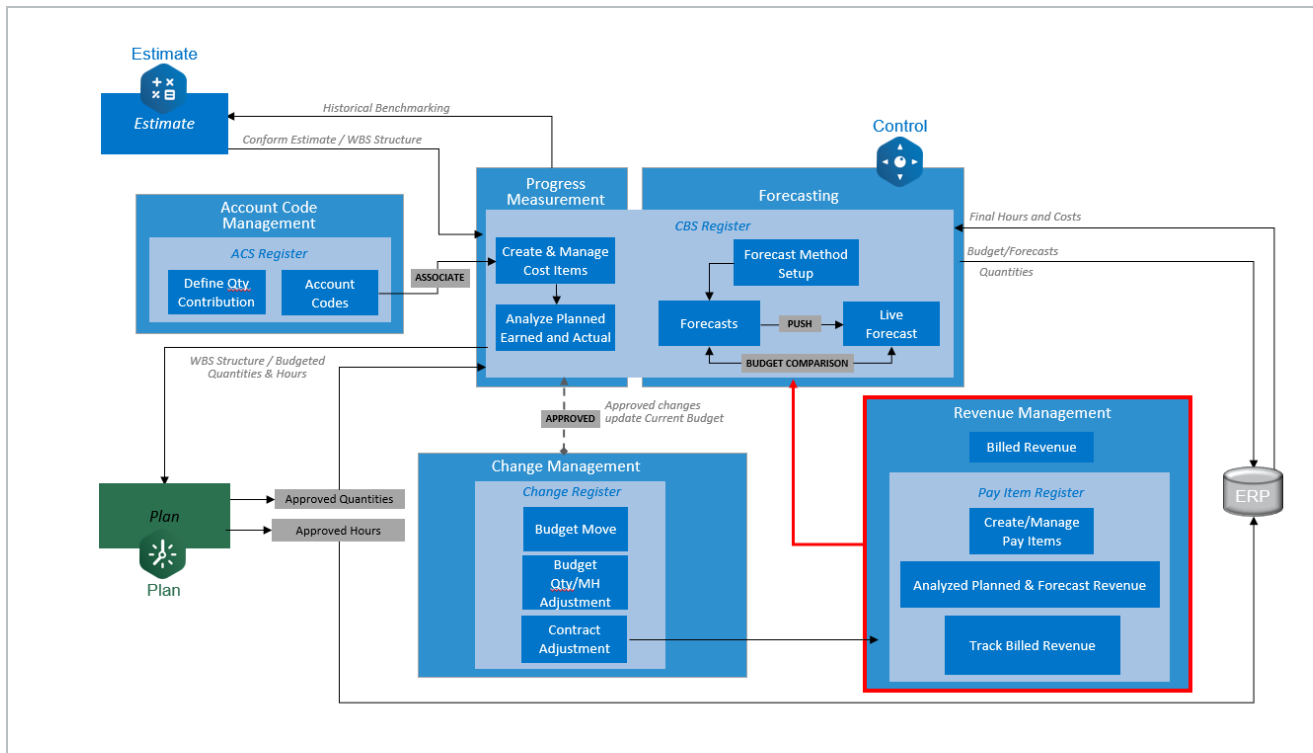 Estimate
Estimate
Historical Benchmarking
Conform Estimate / WBS Structure
Control
Account Code
Management
ACS Register
Define Qty
Contribution
Account
Codes
ASSOCIATE
Progress
Measurement
Forecasting
CBS Register
Create & Manage
Cost Items
Analyze Planned
Earned and Actual
Forecast Method
Setup
Forecasts
PUSH
Live
Forecast
BUDGET COMPARISON
Final Hours and Costs
Budget/Forecasts
Quantities
WBS Structure / Budgeted
Quantities & Hours
APPROVED
Approved changes
update Current Budget
Plan
Plan
Approved Quantities
Approved Hours
Change Management
Change Register
Budget Move
Budget
Qty/MH
Adjustment
Contract
Adjustment
Revenue Management
Billed Revenue
Pay Item Register
Create/Manage
Pay Items
Analyzed Planned & Forecast Revenue
Track Billed Revenue
ERP